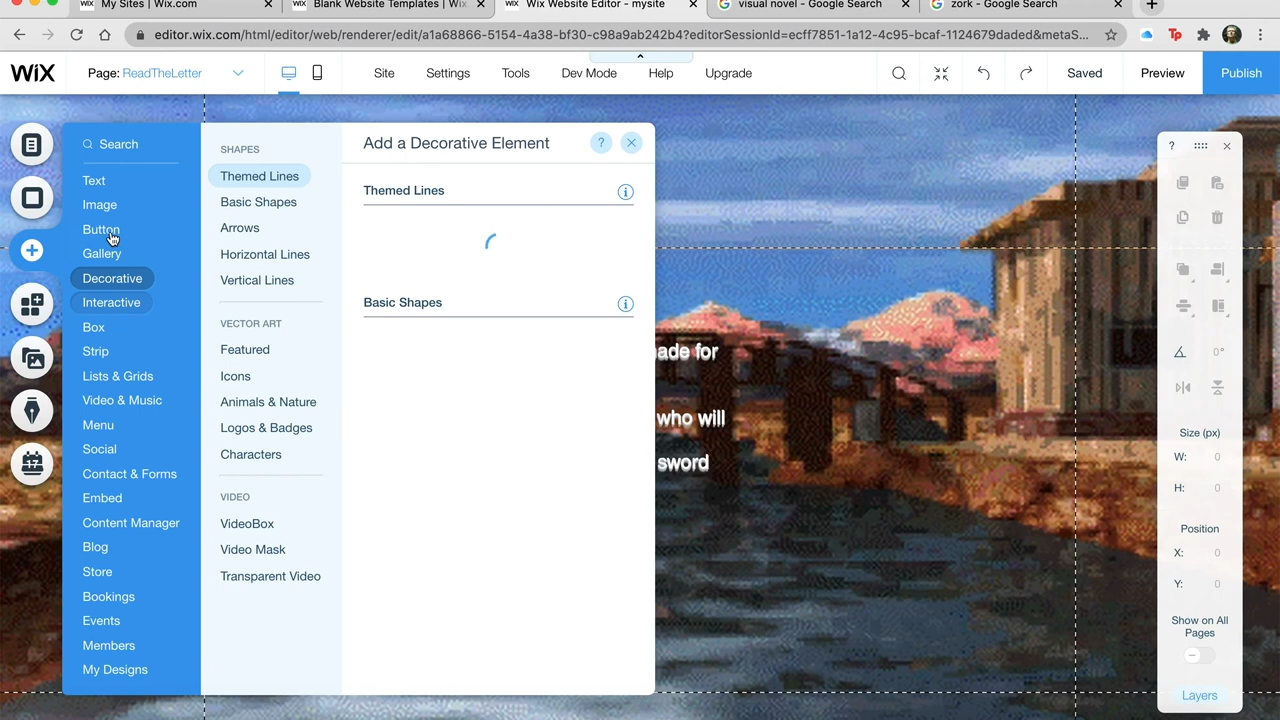 My Sites | Wix.com
Blank Website Templates | Wix
Wix Website Editor - mysite
visual novel - Google Search
zork - Google Search
editor.wix.com/html/editor/web/renderer/edit/a1a68866-5154-4a38-bf30-c98a9ab242b4?editorSessionId=ecff7851-1a12-4c95-bcaf-1124679daded&metaS...
WiX
Page: ReadTheLetter
Site
Settings
Tools
Dev Mode
Help
Upgrade
Saved
Preview
Publish
Search
Text
Image
Button
Gallery
Decorative
Interactive
Box
Strip
Lists & Grids
Video & Music
Menu
Social
Contact & Forms
Embed
Content Manager
Blog
Store
Bookings
Events
Members
My Designs
SHAPES
Themed Lines
Basic Shapes
Arrows
Horizontal Lines
Vertical Lines
VECTOR ART
Featured
Icons
Animals & Nature
Logos & Badges
Characters
VIDEO
VideoBox
Video Mask
Transparent Video
Add a Decorative Element
?
Themed Lines
Basic Shapes
ade for
who will
sword
?
0°
Size (px)
W: 0
H: 0
Position
X: 0
Y: 0
Show on All
Pages
Layers
17